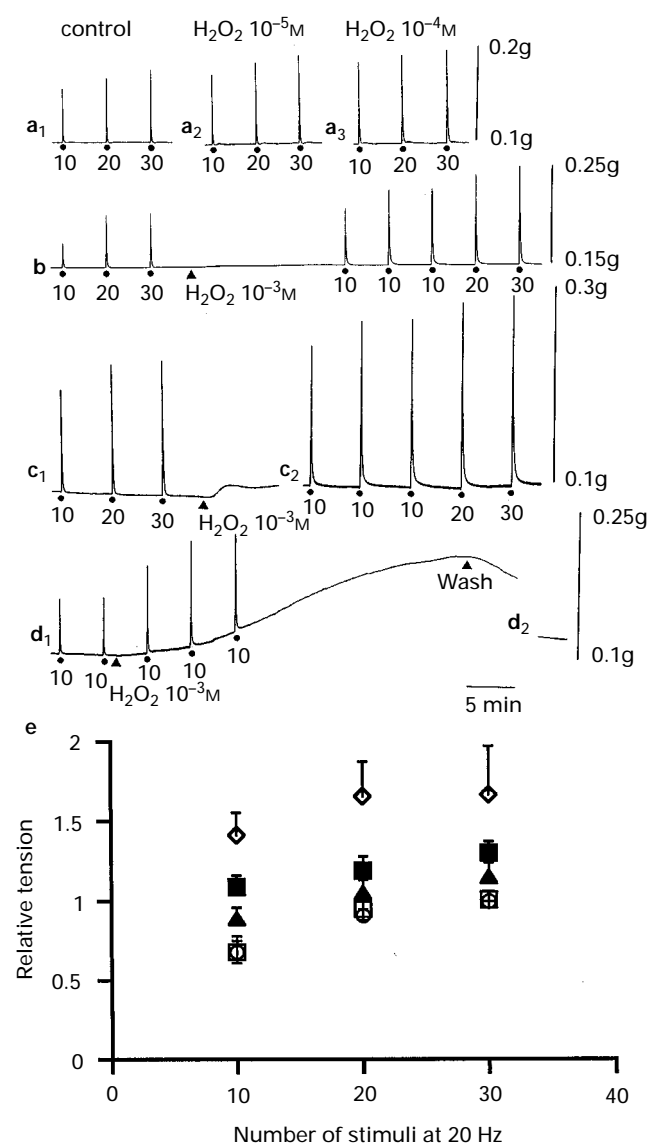 control H₂O₂ 10⁻⁵M H₂O₂ 10⁻⁴M
0.2g
a₁ a₂ a₃ 0.1g
10 20 30 10 20 30 10 20 30
0.25g
b 0.15g
10 20 30 H₂O₂ 10⁻³M 10 10 10 20 30
0.3g
c₁ c₂ 0.1g
10 20 30 H₂O₂ 10⁻³M 10 10 10 20 30
0.25g
Wash
d₁ d₂ 0.1g
10 10 10 10 10
H₂O₂ 10⁻³M
5 min
e
2
1.5
1
0.5
0
Relative tension
0 10 20 30 40
Number of stimuli at 20 Hz